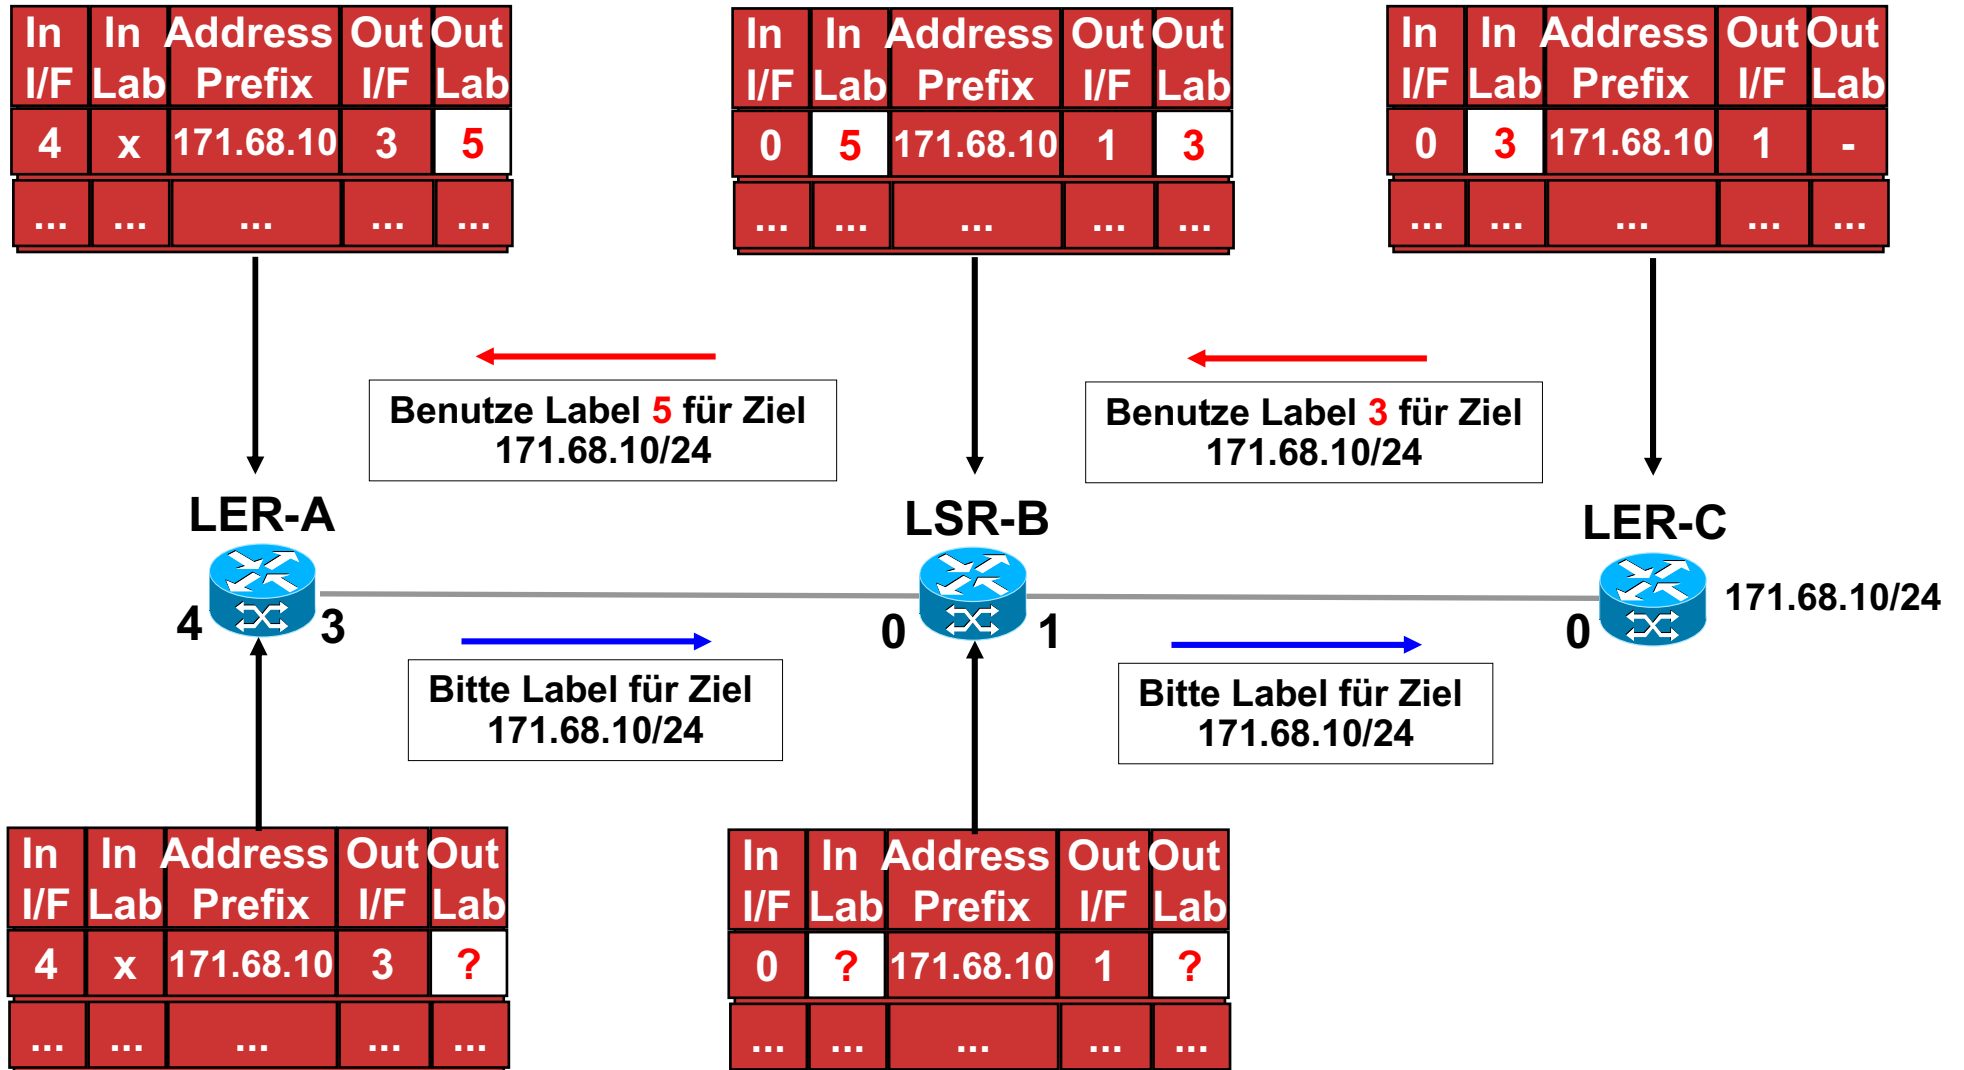 In In Address Out Out
I/F Lab Prefix I/F Lab
4 x 171.68.10 3 5
... ... ... ... ...
In In Address Out Out
I/F Lab Prefix I/F Lab
0 5 171.68.10 1 3
... ... ... ... ...
In In Address Out Out
I/F Lab Prefix I/F Lab
0 3 171.68.10 1 -
... ... ... ... ...
Benutze Label 5 für Ziel
171.68.10/24
Benutze Label 3 für Ziel
171.68.10/24
LER-A
LSR-B
LER-C
171.68.10/24
4 3
0 1
0
Bitte Label für Ziel
171.68.10/24
Bitte Label für Ziel
171.68.10/24
In In Address Out Out
I/F Lab Prefix I/F Lab
4 x 171.68.10 3 ?
... ... ... ... ...
In In Address Out Out
I/F Lab Prefix I/F Lab
0 ? 171.68.10 1 ?
... ... ... ... ...